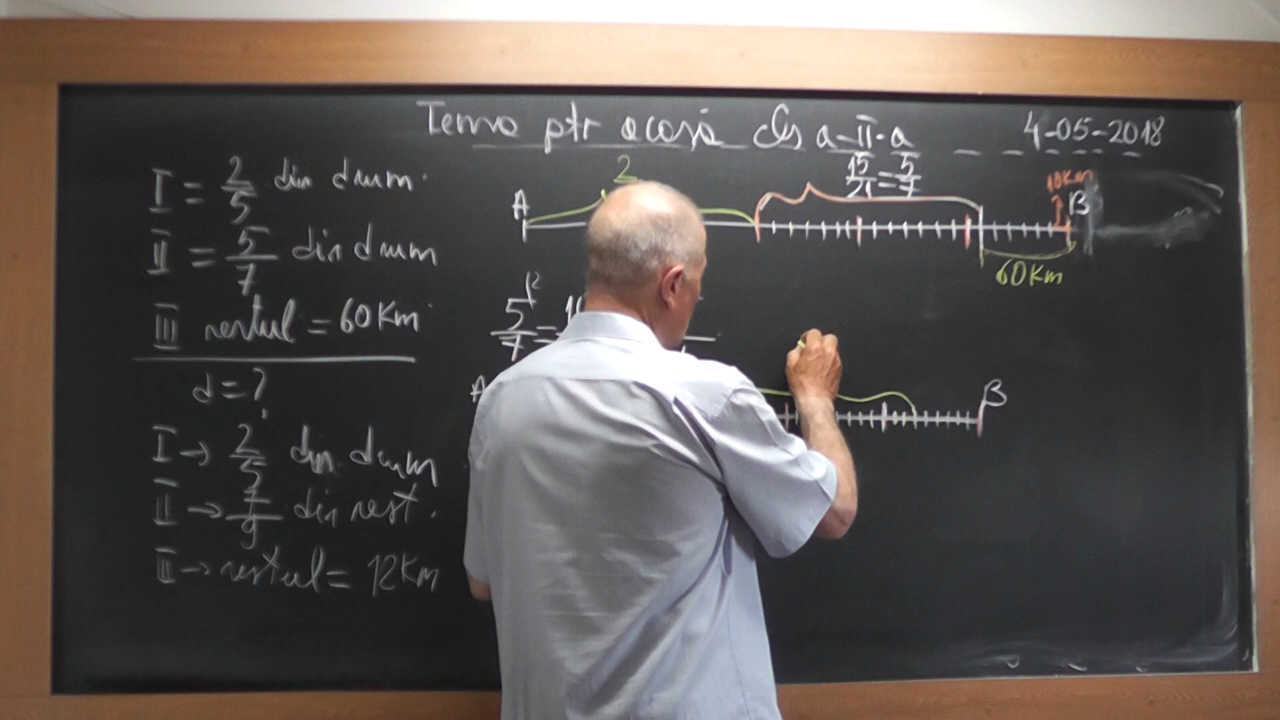 Tema ptr acasă cls a-II-a 4-05-2018
I = 2/5 din drum
II = 5/7 din drum
III restul = 60 Km
d = ?
I → 2/5 din drum
II → 7/9 din rest
III → restul = 12 Km
2
15/21 = 5/7
10 Km
A B
60 Km
5/7 =
A B